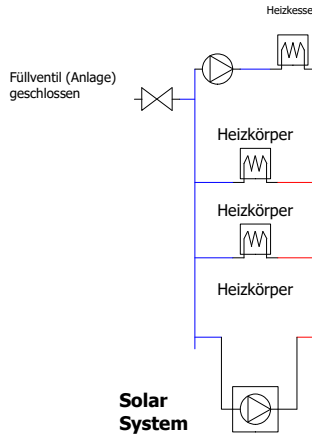 Heizkesse
Füllventil (Anlage)
geschlossen
Heizkörper
Heizkörper
Heizkörper
Solar
System